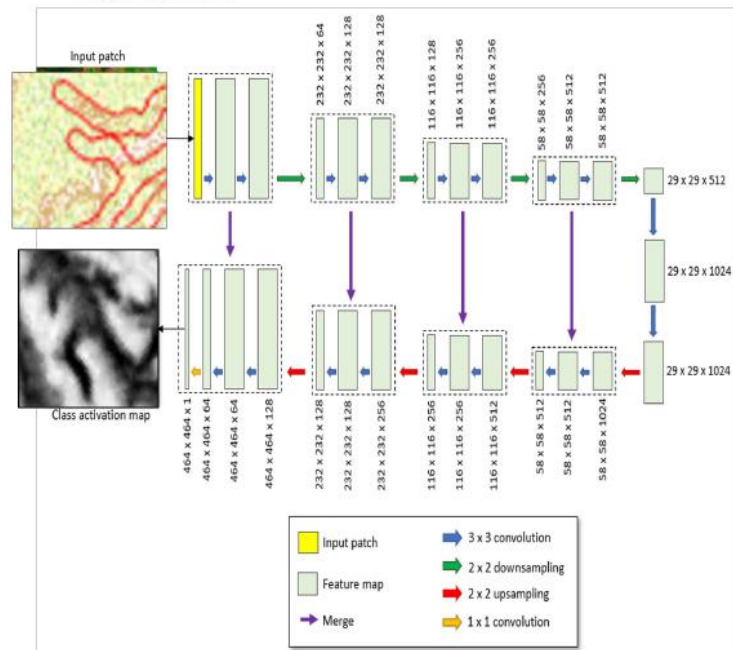 Input patch
232 x 232 x 64
232 x 232 x 128
232 x 232 x 128
116 x 116 x 128
116 x 116 x 256
116 x 116 x 256
58 x 58 x 256
58 x 58 x 512
58 x 58 x 512
29 x 29 x 512
29 x 29 x 1024
29 x 29 x 1024
Class activation map
464 x 464 x 1
464 x 464 x 64
464 x 464 x 64
464 x 464 x 128
232 x 232 x 128
232 x 232 x 128
232 x 232 x 256
116 x 116 x 256
116 x 116 x 256
116 x 116 x 512
58 x 58 x 512
58 x 58 x 512
58 x 58 x 1024
Input patch
Feature map
Merge
3 x 3 convolution
2 x 2 downsampling
2 x 2 upsampling
1 x 1 convolution